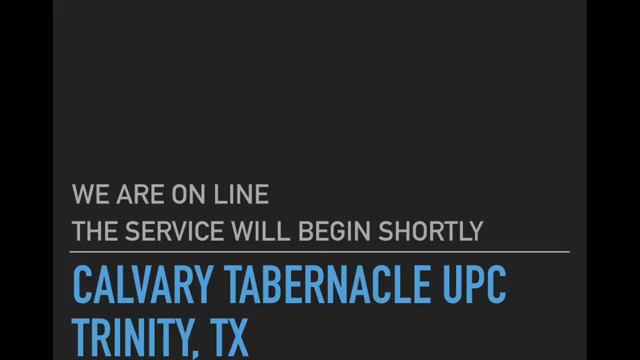 WE ARE ON LINE
THE SERVICE WILL BEGIN SHORTLY
CALVARY TABERNACLE UPC
TRINITY, TX